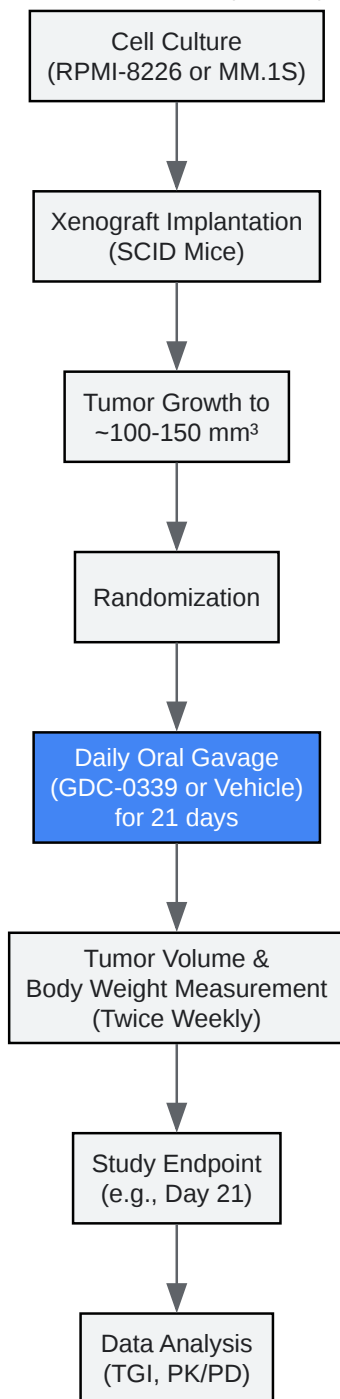 Cell Culture
(RPMI-8226 or MM.1S)
Xenograft Implantation
(SCID Mice)
Tumor Growth to
~100-150 mm³
Randomization
Daily Oral Gavage
(GDC-0339 or Vehicle)
for 21 days
Tumor Volume &
Body Weight Measurement
(Twice Weekly)
Study Endpoint
(e.g., Day 21)
Data Analysis
(TGI, PK/PD)